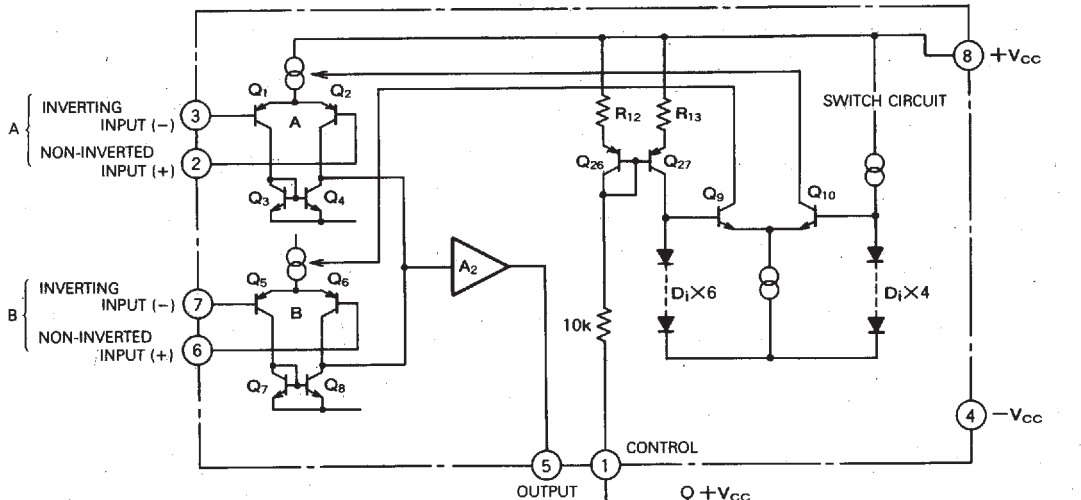 8 +VCC
SWITCH CIRCUIT
Q1 Q2
A
INVERTING
INPUT (−) 3
A
NON-INVERTED
INPUT (+) 2
Q3 Q4
R12 R13
Q26 Q27
Q9 Q10
Q5 Q6
B
INVERTING
INPUT (−) 7
B
NON-INVERTED
INPUT (+) 6
Q7 Q8
A2
10k
Di×6
Di×4
4 −VCC
CONTROL
5 1
OUTPUT
Q +VCC